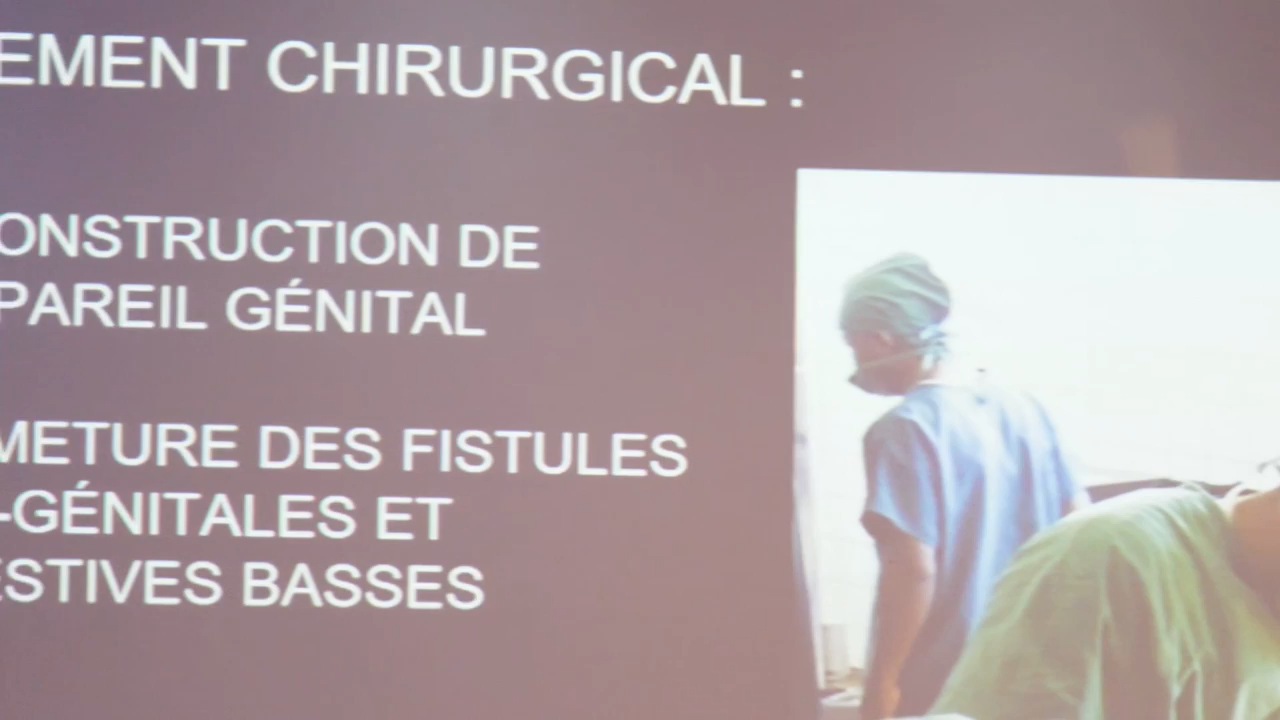 EMENT CHIRURGICAL :
ONSTRUCTION DE
PAREIL GÉNITAL
METURE DES FISTULES
-GÉNITALES ET
ESTIVES BASSES